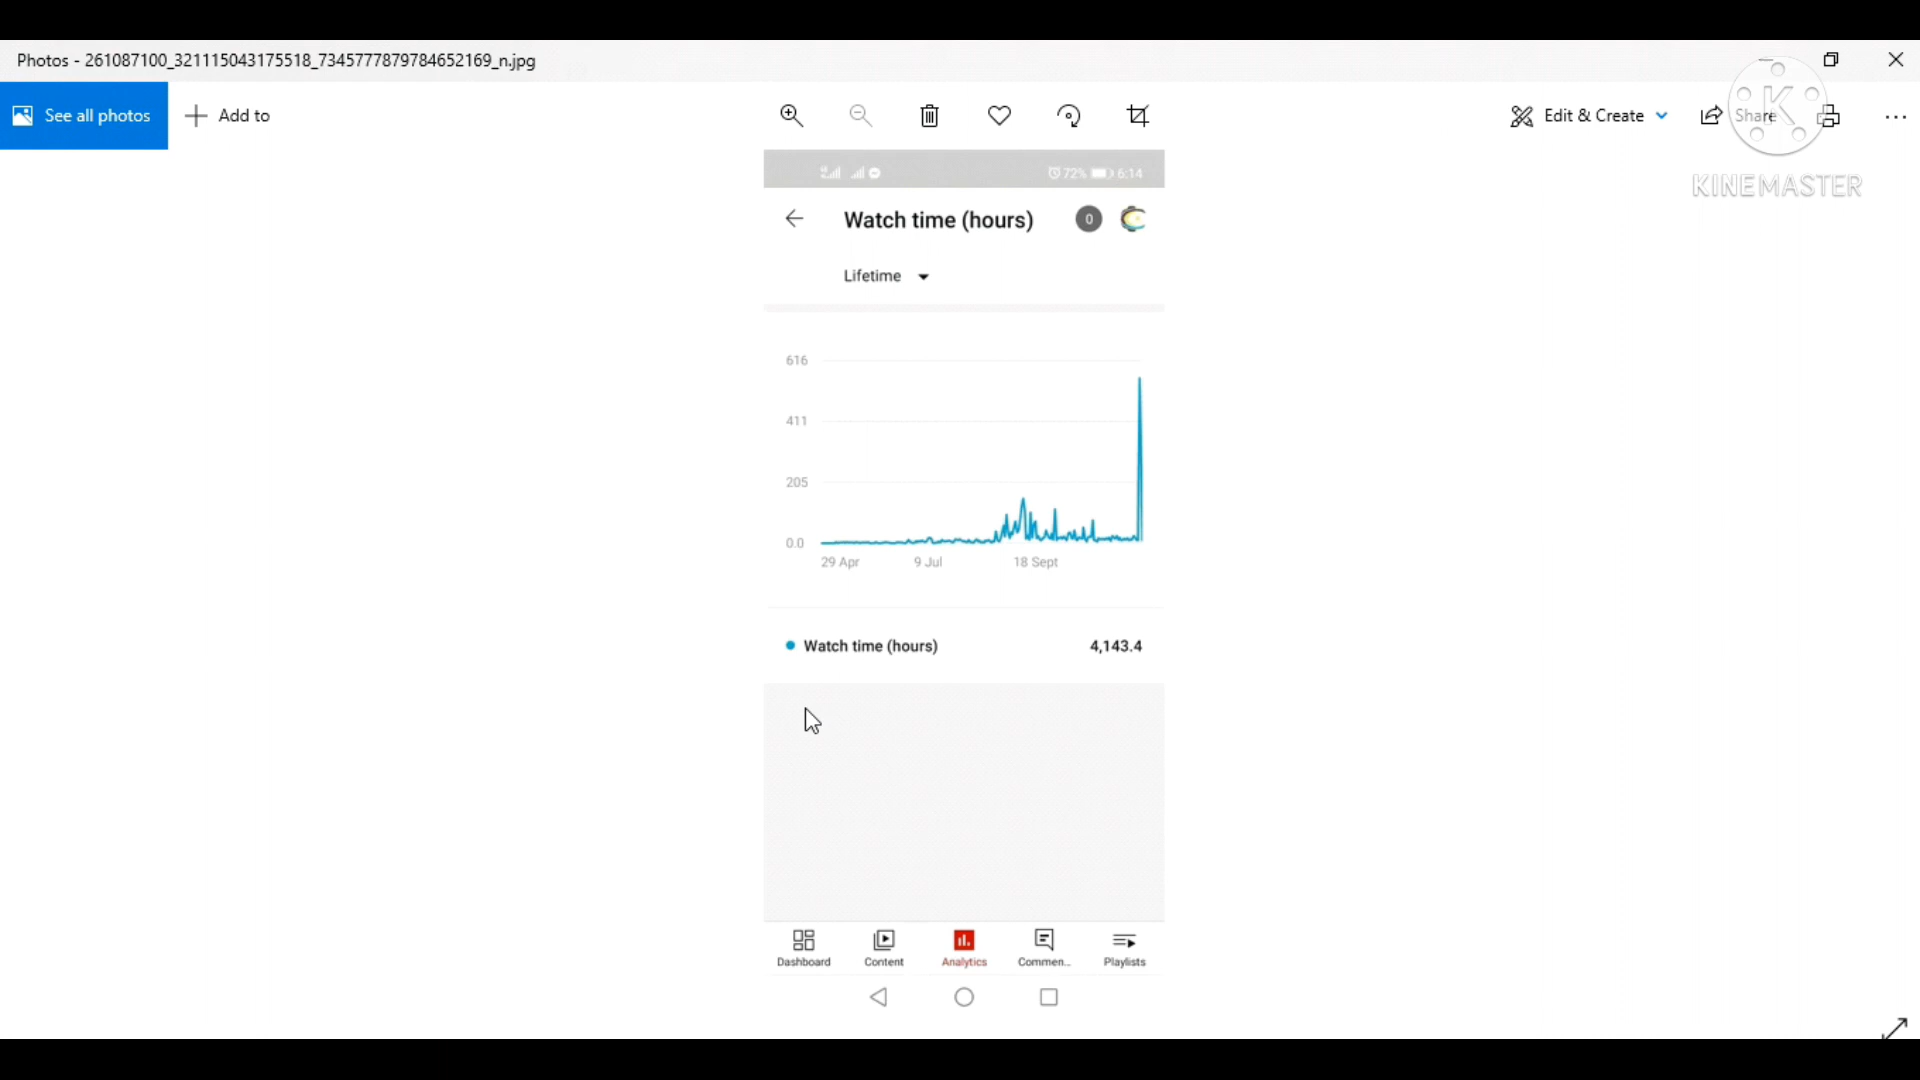 Photos - 261087100_321115043175518_7345777879784652169_n.jpg
See all photos
Add to
Edit & Create
Share
KINEMASTER
72% 6:14
Watch time (hours)
0
Lifetime
616
411
205
0.0
29 Apr 9 Jul 18 Sept
Watch time (hours) 4,143.4
Dashboard Content Analytics Commen... Playlists